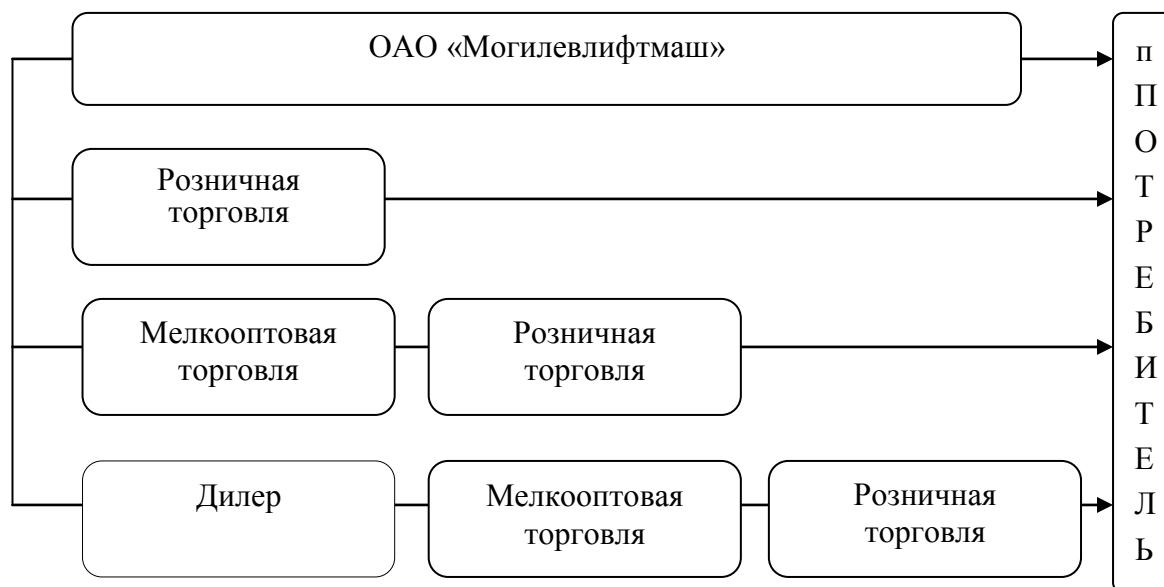 ОАО «Могилевлифтмаш»
Розничная
торговля
Мелкооптовая
торговля
Розничная
торговля
Дилер
Мелкооптовая
торговля
Розничная
торговля
п
П
О
Т
Р
Е
Б
И
Т
Е
Л
Ь